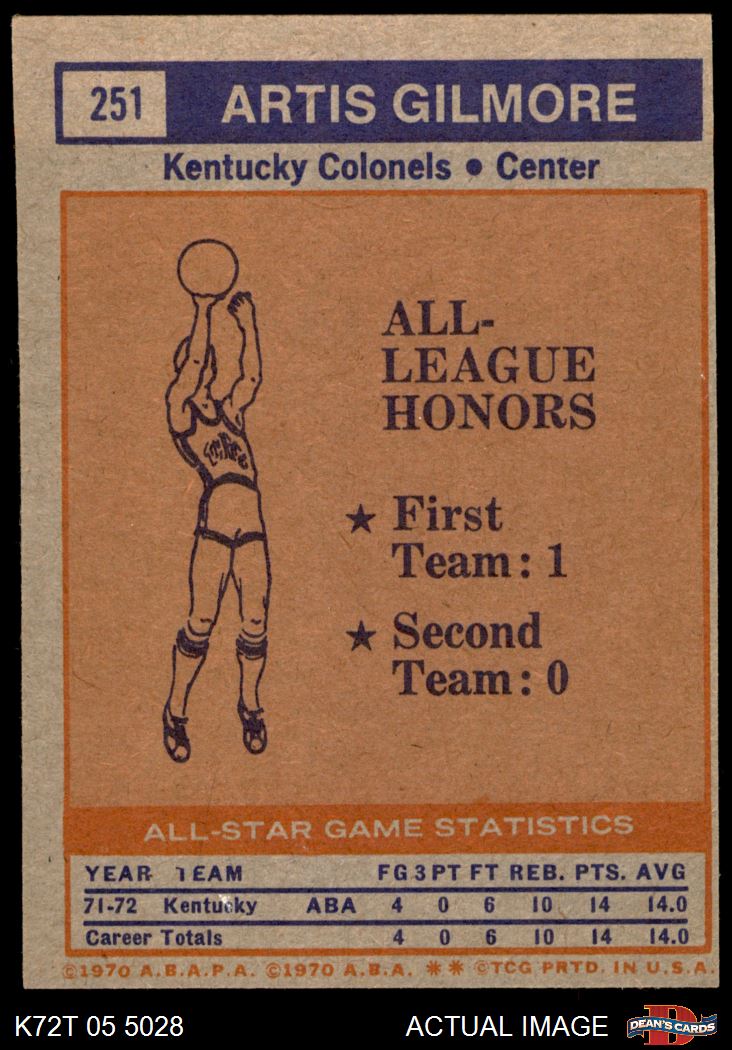 251 ARTIS GILMORE
Kentucky Colonels • Center
ALL-
LEAGUE
HONORS
★ First
Team: 1
★ Second
Team: 0
ALL-STAR GAME STATISTICS
YEAR TEAM FG 3PT FT REB. PTS. AVG
71-72 Kentucky ABA 4 0 6 10 14 14.0
Career Totals 4 0 6 10 14 14.0
©1970 A.B.A.P.A. ©1970 A.B.A. ** ©TCG PRTD. IN U.S.A.
K72T 05 5028 ACTUAL IMAGE DEAN'S CARDS